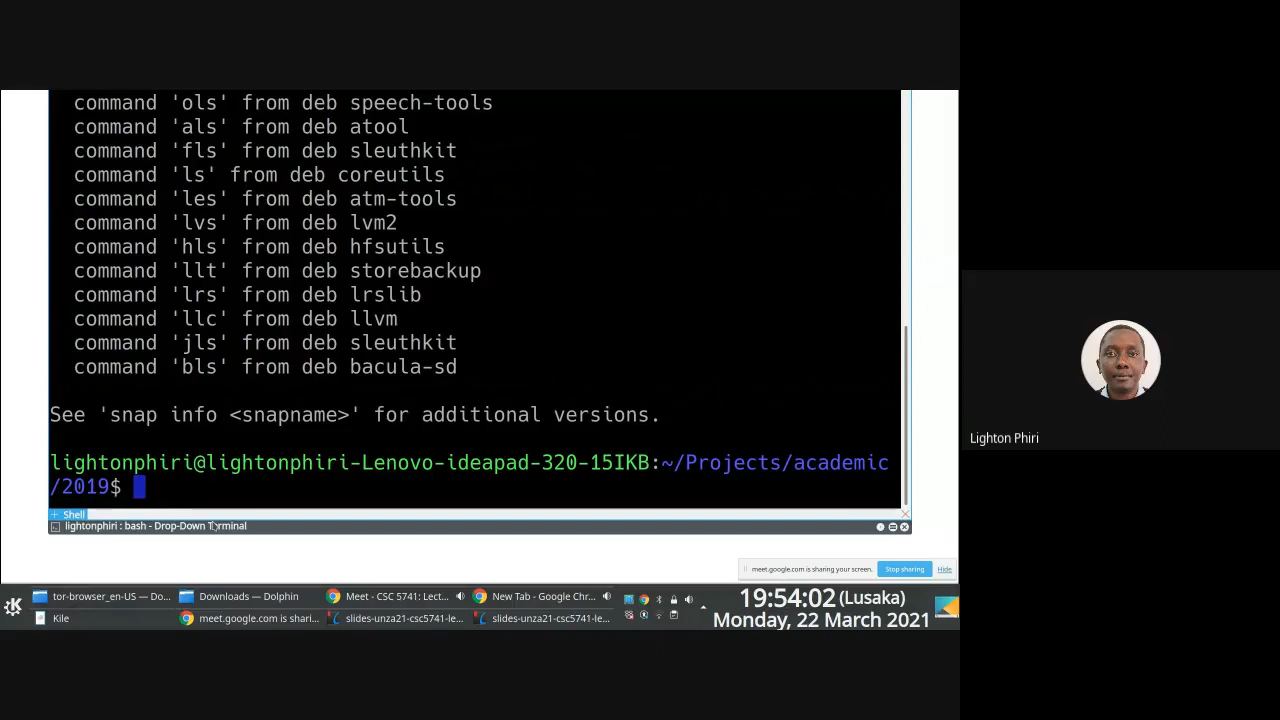 command 'ols' from deb speech-tools
command 'als' from deb atool
command 'fls' from deb sleuthkit
command 'ls' from deb coreutils
command 'les' from deb atm-tools
command 'lvs' from deb lvm2
command 'hls' from deb hfsutils
command 'llt' from deb storebackup
command 'lrs' from deb lrslib
command 'llc' from deb llvm
command 'jls' from deb sleuthkit
command 'bls' from deb bacula-sd
See 'snap info <snapname>' for additional versions.
lightonphiri@lightonphiri-Lenovo-ideapad-320-15IKB:~/Projects/academic
/2019$
Shell
lightonphiri : bash - Drop-Down Terminal
Lighton Phiri
meet.google.com is sharing your screen.
Stop sharing
Hide
tor-browser_en-US — Do...
Downloads — Dolphin
Meet - CSC 5741: Lect...
New Tab - Google Chr...
Kile
meet.google.com is shari...
slides-unza21-csc5741-le...
slides-unza21-csc5741-le...
19:54:02 (Lusaka)
Monday, 22 March 2021